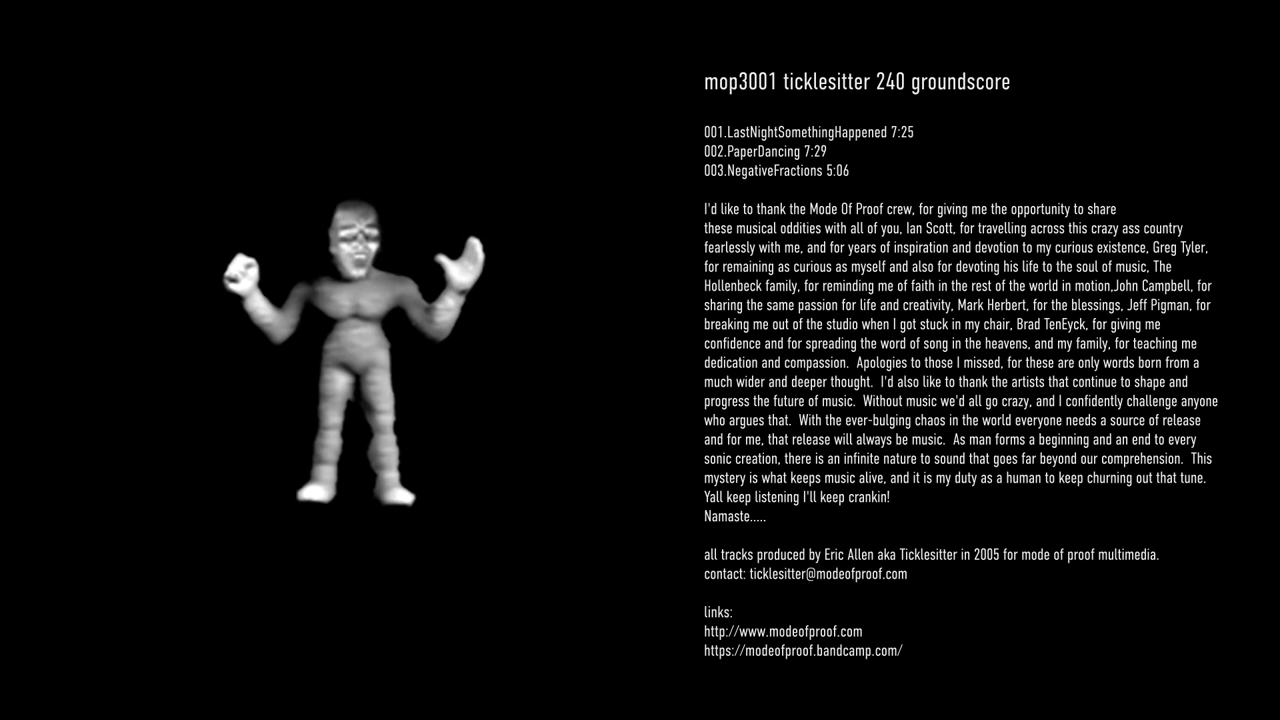 mop3001 ticklesitter 240 groundscore
001.LastNightSomethingHappened 7:25
002.PaperDancing 7:29
003.NegativeFractions 5:06
I'd like to thank the Mode Of Proof crew, for giving me the opportunity to share
these musical oddities with all of you, Ian Scott, for travelling across this crazy ass country
fearlessly with me, and for years of inspiration and devotion to my curious existence, Greg Tyler,
for remaining as curious as myself and also for devoting his life to the soul of music, The
Hollenbeck family, for reminding me of faith in the rest of the world in motion,John Campbell, for
sharing the same passion for life and creativity, Mark Herbert, for the blessings, Jeff Pigman, for
breaking me out of the studio when I got stuck in my chair, Brad TenEyck, for giving me
confidence and for spreading the word of song in the heavens, and my family, for teaching me
dedication and compassion.  Apologies to those I missed, for these are only words born from a
much wider and deeper thought.  I'd also like to thank the artists that continue to shape and
progress the future of music.  Without music we'd all go crazy, and I confidently challenge anyone
who argues that.  With the ever-bulging chaos in the world everyone needs a source of release
and for me, that release will always be music.  As man forms a beginning and an end to every
sonic creation, there is an infinite nature to sound that goes far beyond our comprehension.  This
mystery is what keeps music alive, and it is my duty as a human to keep churning out that tune.
Yall keep listening I'll keep crankin!
Namaste.....
all tracks produced by Eric Allen aka Ticklesitter in 2005 for mode of proof multimedia.
contact: ticklesitter@modeofproof.com
links:
http://www.modeofproof.com
https://modeofproof.bandcamp.com/